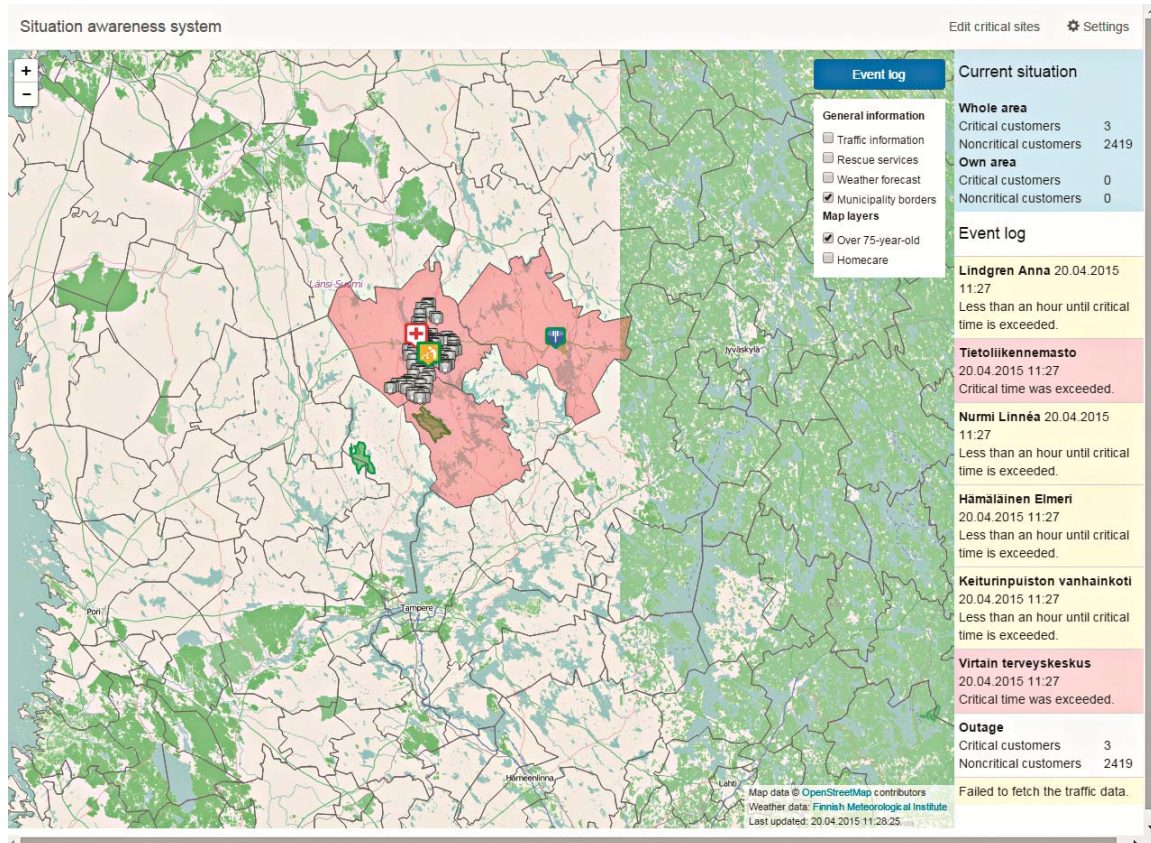 Situation awareness system
Edit critical sites
Settings
+
−
Event log
General information
Traffic information
Rescue services
Weather forecast
Municipality borders
Map layers
Over 75-year-old
Homecare
Länsi-Suomi
Jyväskylä
Pori
Tampere
Hämeenlinna
Lahti
Map data © OpenStreetMap contributors
Weather data: Finnish Meteorological Institute
Last updated: 20.04.2015 11:28:25
Current situation
Whole area
Critical customers 3
Noncritical customers 2419
Own area
Critical customers 0
Noncritical customers 0
Event log
Lindgren Anna 20.04.2015
11:27
Less than an hour until critical
time is exceeded.
Tietoliikennemasto
20.04.2015 11:27
Critical time was exceeded.
Nurmi Linnéa 20.04.2015
11:27
Less than an hour until critical
time is exceeded.
Hämäläinen Elmeri
20.04.2015 11:27
Less than an hour until critical
time is exceeded.
Keiturinpuiston vanhainkoti
20.04.2015 11:27
Less than an hour until critical
time is exceeded.
Virtain terveyskeskus
20.04.2015 11:27
Critical time was exceeded.
Outage
Critical customers 3
Noncritical customers 2419
Failed to fetch the traffic data.